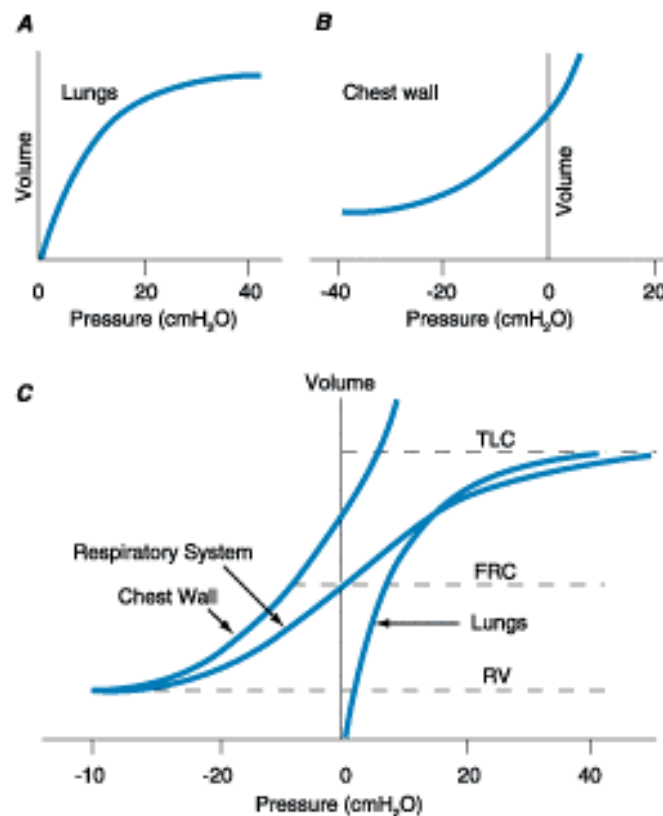 A
B
Lungs
Chest wall
Volume
Volume
0
20
40
-40
-20
0
20
Pressure (cmH₂O)
Pressure (cmH₂O)
C
Volume
TLC
Respiratory System
FRC
Chest Wall
Lungs
RV
-10
-20
0
20
40
Pressure (cmH₂O)